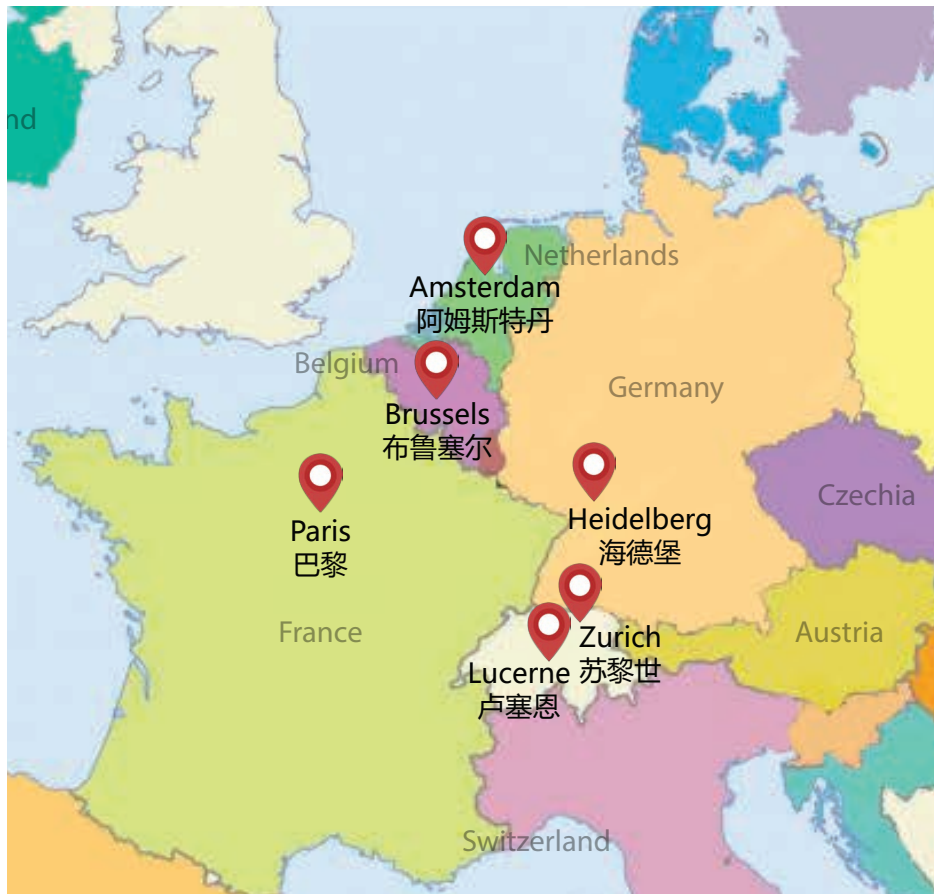 nd
Netherlands
Amsterdam
阿姆斯特丹
Belgium
Germany
Brussels
布鲁塞尔
Czechia
Paris
巴黎
Heidelberg
海德堡
France
Austria
Zurich
苏黎世
Lucerne
卢塞恩
Switzerland